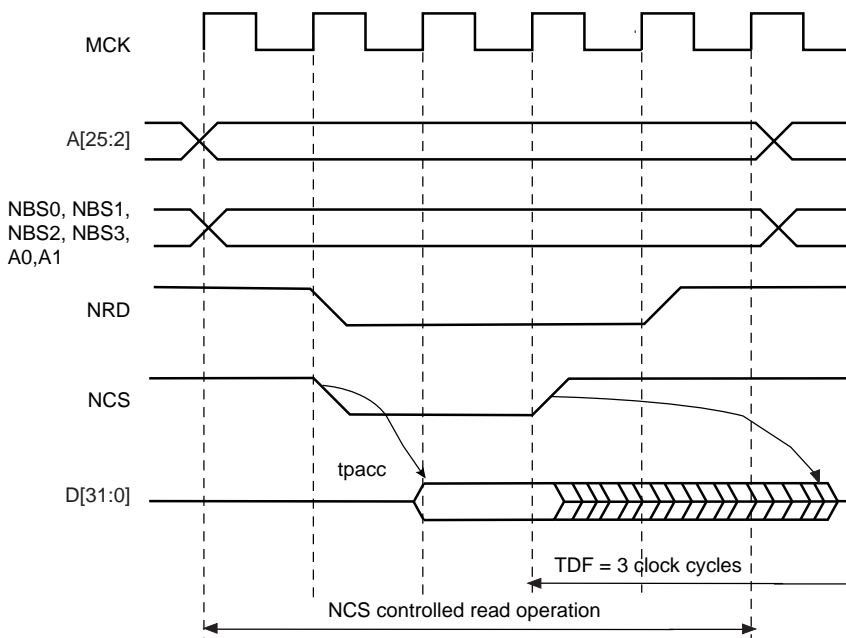 MCK
A[25:2]
NBS0, NBS1,
NBS2, NBS3,
A0,A1
NRD
NCS
tpacc
D[31:0]
TDF = 3 clock cycles
NCS controlled read operation